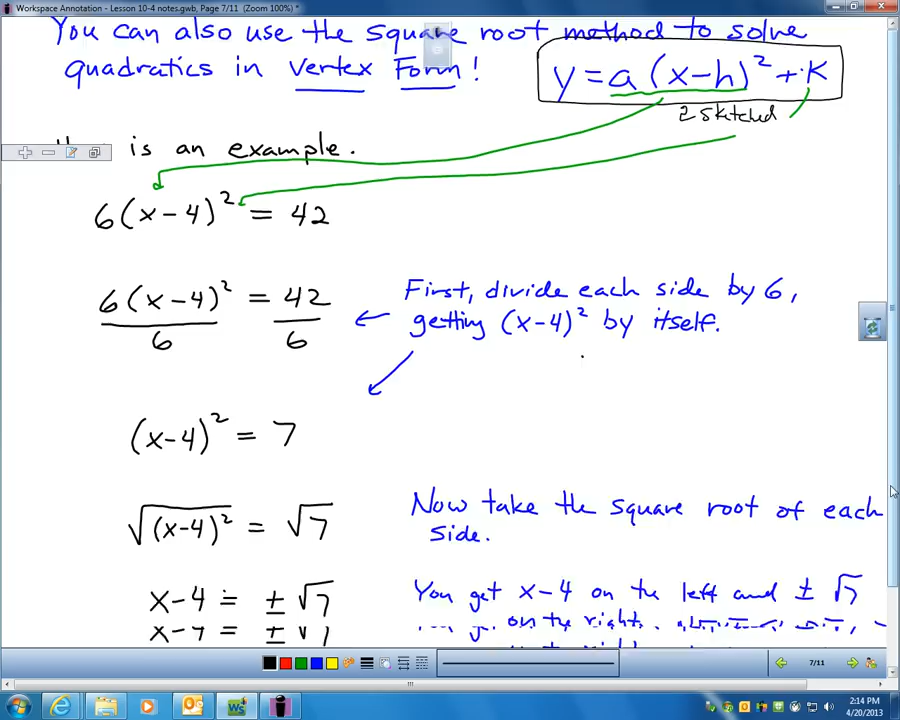 Workspace Annotation - Lesson 10-4 notes.gwb, Page 7/11 (Zoom 100%) *
You can also use the square root method to solve
quadratics in vertex Form!
y = a(x-h)² + K
2 sketched
is an example.
6(x-4)² = 42
6(x-4)² = 42
6 6
First, divide each side by 6,
getting (x-4)² by itself.
(x-4)² = 7
√(x-4)² = √7
Now take the square root of each
side.
x-4 = ± √7
You get x-4 on the left and ± √7
x-4 = ± √7
on the right.
7/11
2:14 PM
4/20/2013